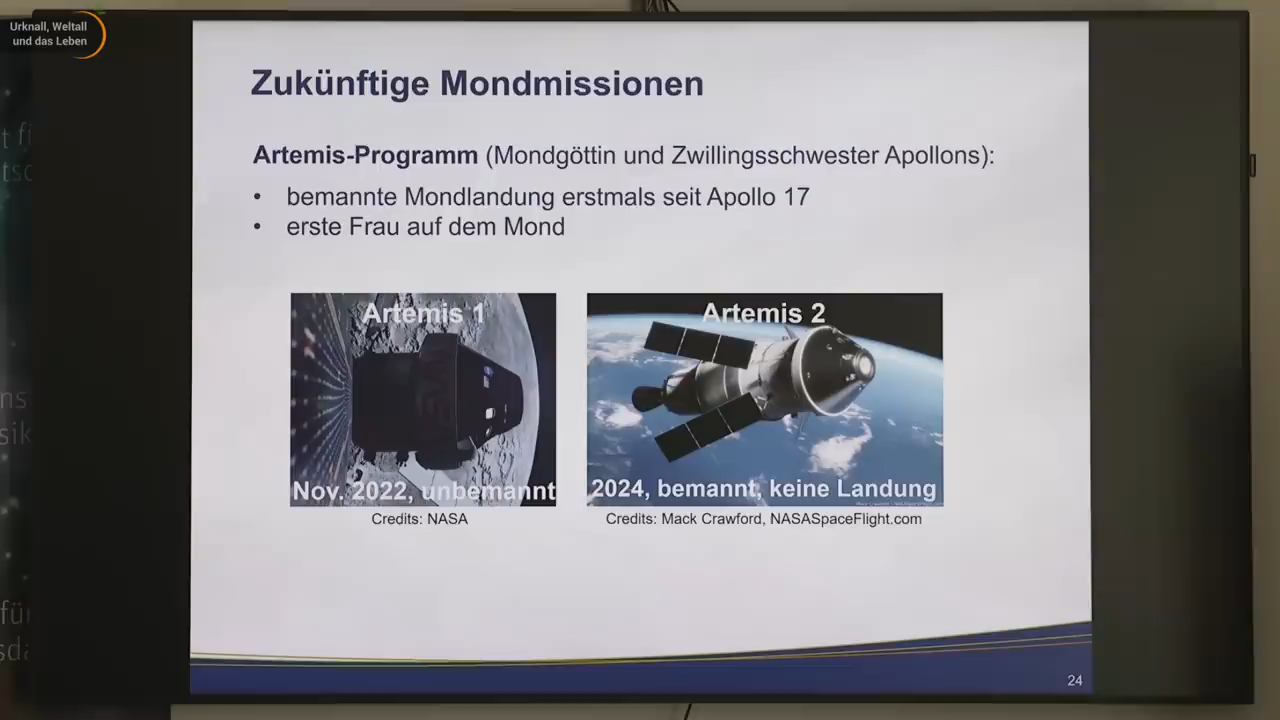 Urknall, Weltall
und das Leben
Zukünftige Mondmissionen
Artemis-Programm (Mondgöttin und Zwillingsschwester Apollons):
• bemannte Mondlandung erstmals seit Apollo 17
• erste Frau auf dem Mond
Artemis 1
Nov. 2022, unbemannt
Credits: NASA
Artemis 2
2024, bemannt, keine Landung
Credits: Mack Crawford, NASASpaceFlight.com
24